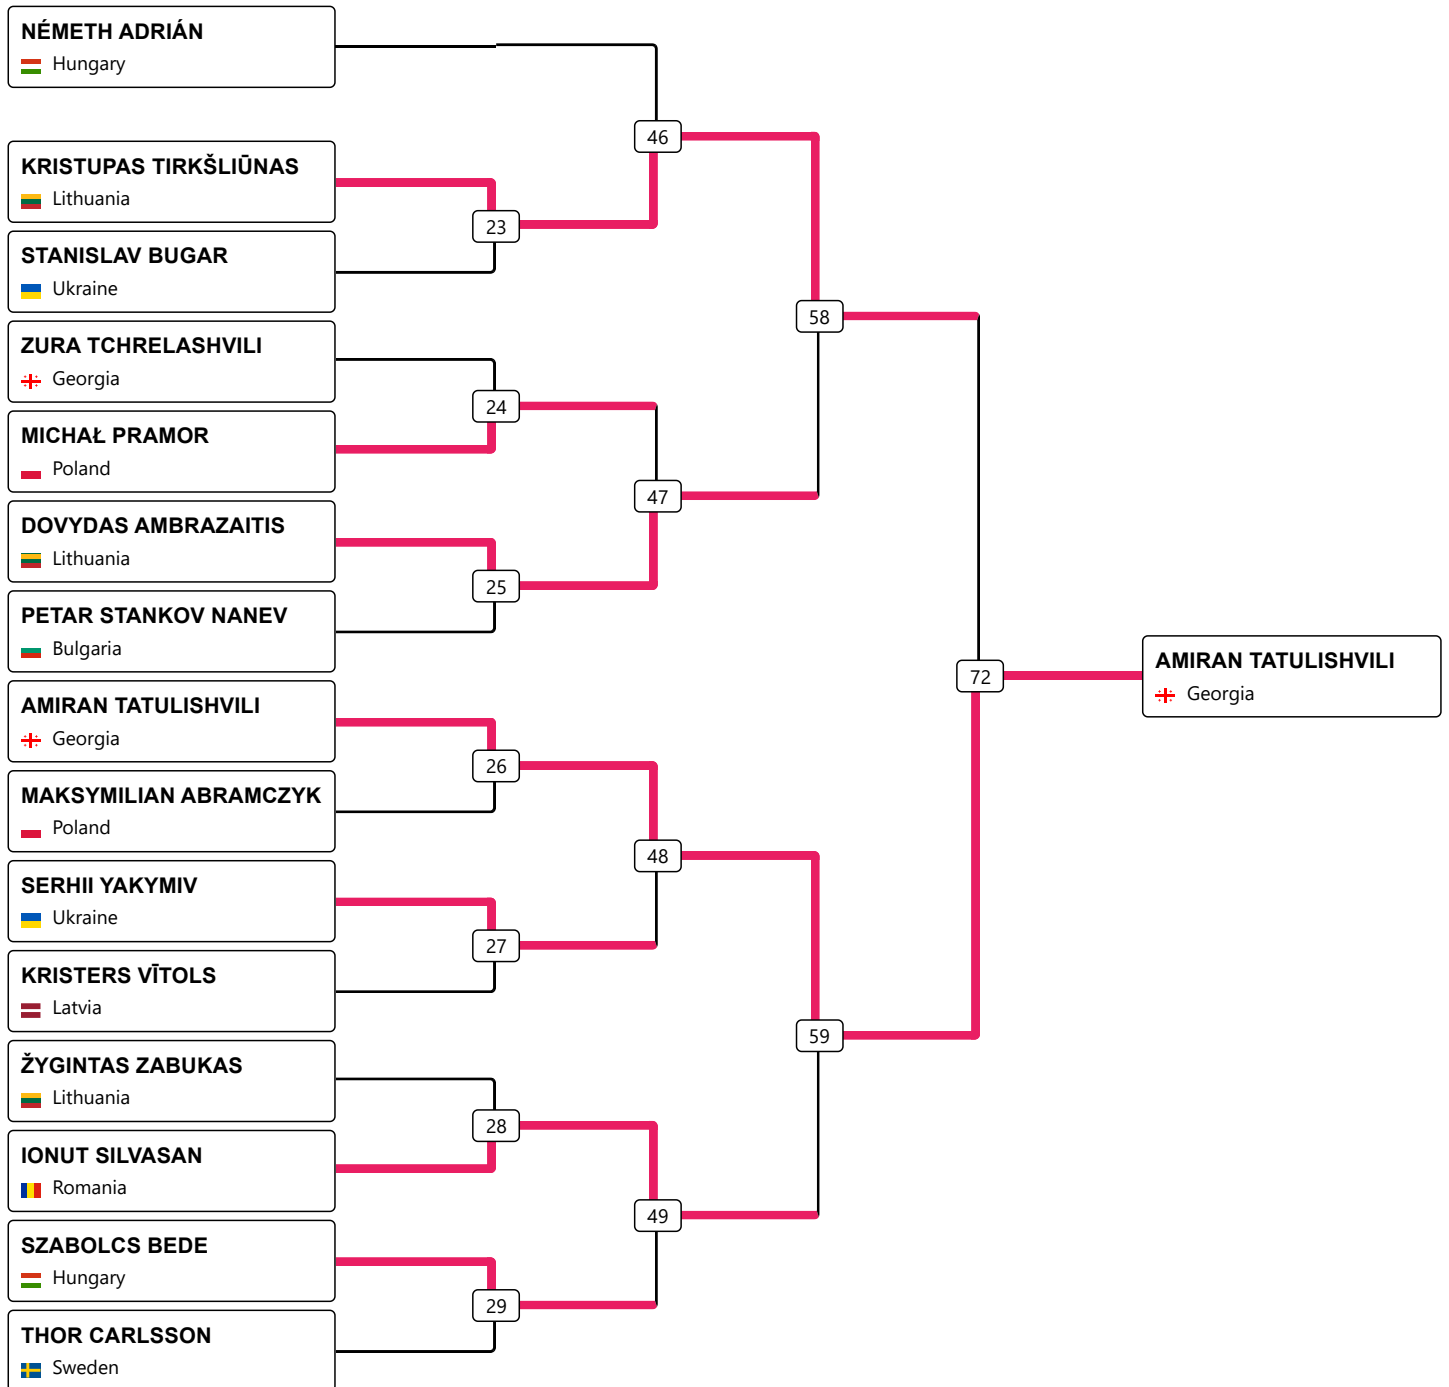 NÉMETH ADRIÁN
Hungary
46
KRISTUPAS TIRKŠLIŪNAS
Lithuania
23
STANISLAV BUGAR
Ukraine
58
ZURA TCHRELASHVILI
Georgia
24
MICHAŁ PRAMOR
Poland
47
DOVYDAS AMBRAZAITIS
Lithuania
25
PETAR STANKOV NANEV
Bulgaria
72
AMIRAN TATULISHVILI
Georgia
AMIRAN TATULISHVILI
Georgia
26
MAKSYMILIAN ABRAMCZYK
Poland
48
SERHII YAKYMIV
Ukraine
27
KRISTERS VĪTOLS
Latvia
59
ŽYGINTAS ZABUKAS
Lithuania
28
IONUT SILVASAN
Romania
49
SZABOLCS BEDE
Hungary
29
THOR CARLSSON
Sweden